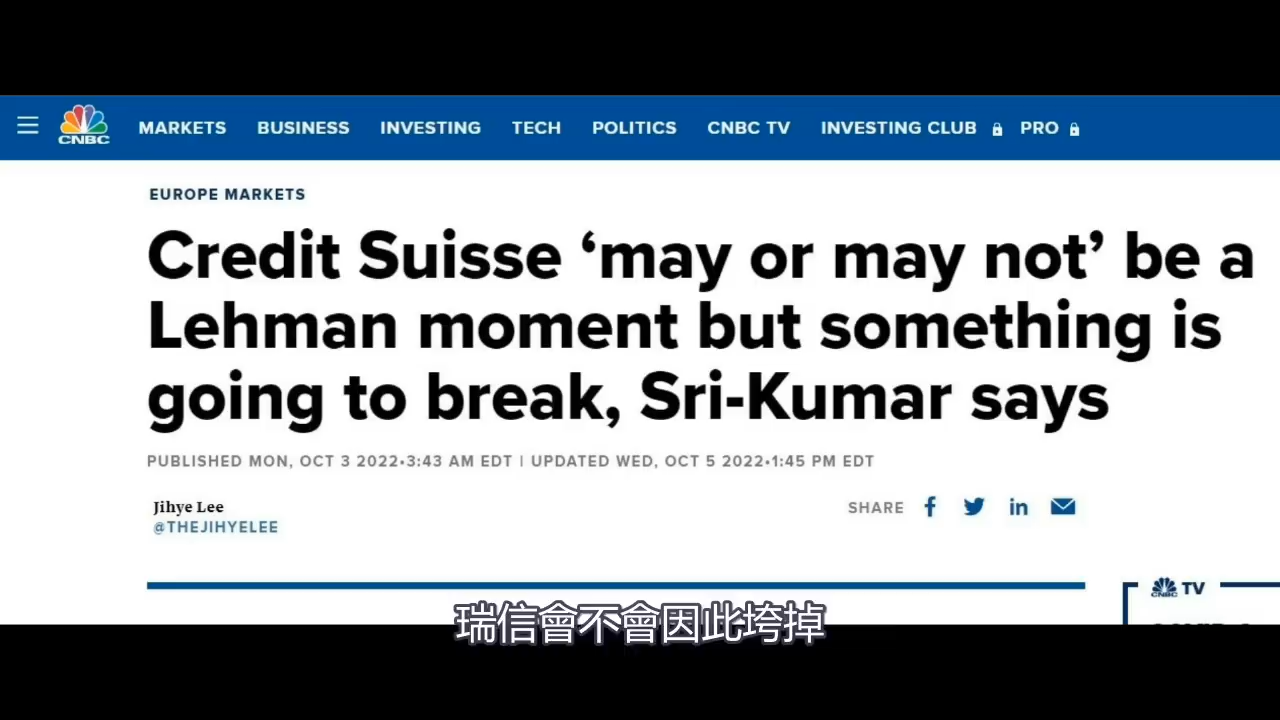 CNBC
MARKETS BUSINESS INVESTING TECH POLITICS CNBC TV INVESTING CLUB PRO
EUROPE MARKETS
Credit Suisse ‘may or may not’ be a
Lehman moment but something is
going to break, Sri-Kumar says
PUBLISHED MON, OCT 3 2022•3:43 AM EDT | UPDATED WED, OCT 5 2022•1:45 PM EDT
Jihye Lee
@THEJIHYELEE
SHARE
CNBC TV
瑞信會不會因此垮掉